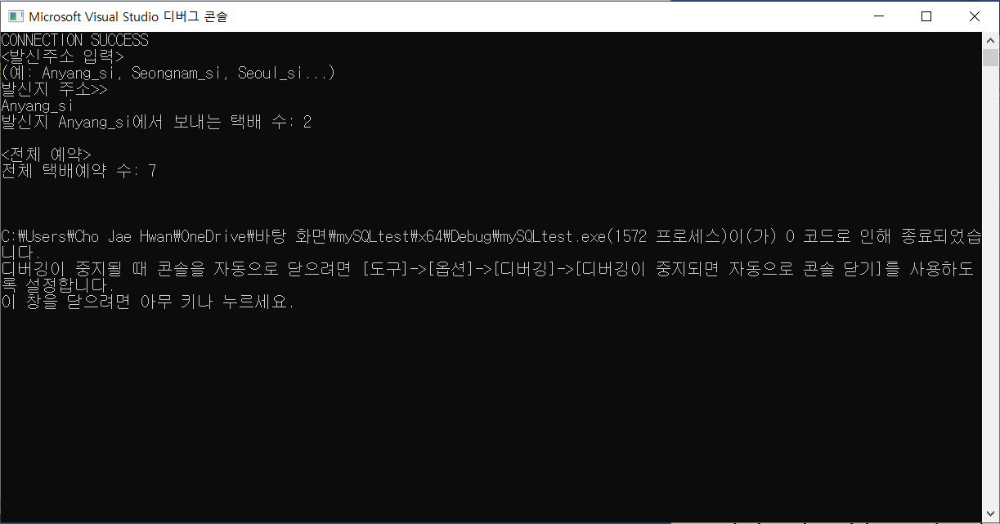 Microsoft Visual Studio 디버그 콘솔
CONNECTION SUCCESS
<발신주소 입력>
(예: Anyang_si, Seongnam_si, Seoul_si...)
발신지 주소>>
Anyang_si
발신지 Anyang_si에서 보내는 택배 수: 2
<전체 예약>
전체 택배예약 수: 7
C:\Users\Cho Jae Hwan\OneDrive\바탕 화면\mySQLtest\x64\Debug\mySQLtest.exe(1572 프로세스)이(가) 0 코드로 인해 종료되었습
니다.
디버깅이 중지될 때 콘솔을 자동으로 닫으려면 [도구]->[옵션]->[디버깅]->[디버깅이 중지되면 자동으로 콘솔 닫기]를 사용하도
록 설정합니다.
이 창을 닫으려면 아무 키나 누르세요.